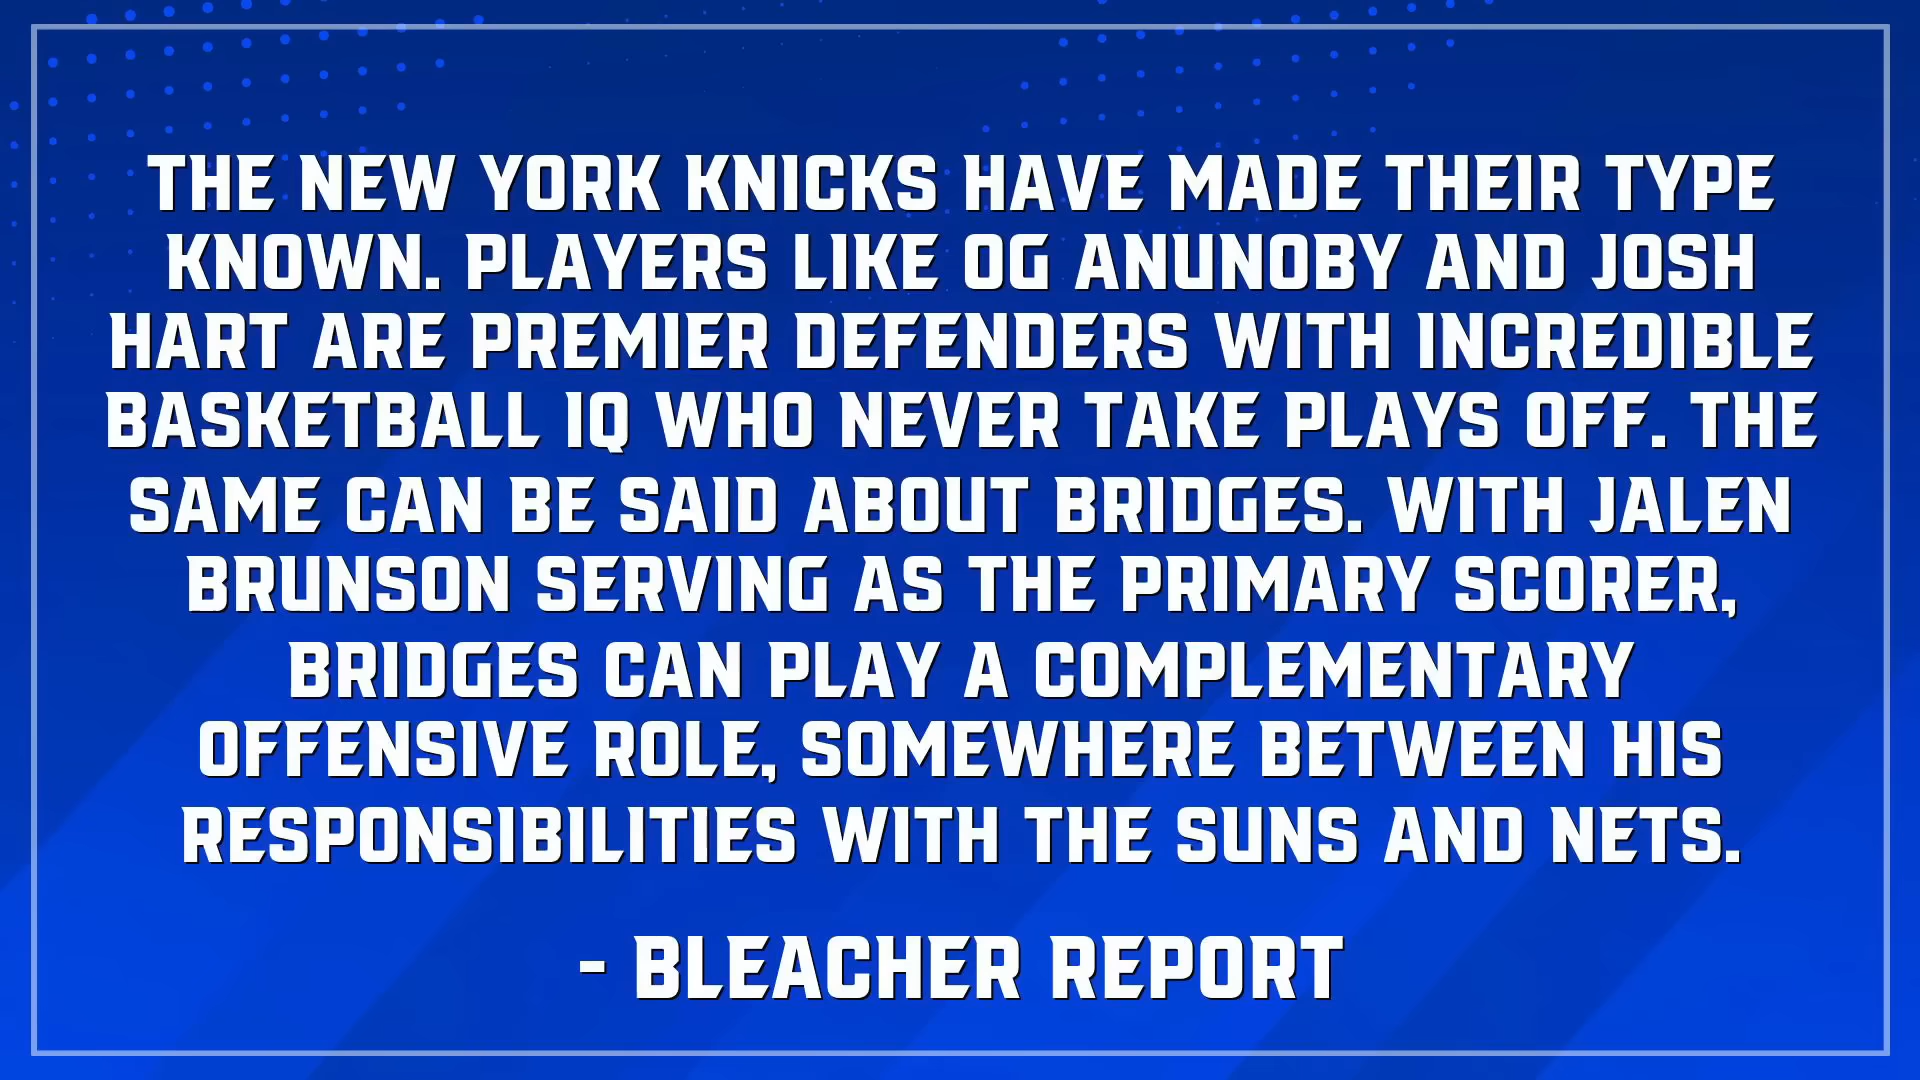 THE NEW YORK KNICKS HAVE MADE THEIR TYPE
KNOWN. PLAYERS LIKE OG ANUNOBY AND JOSH
HART ARE PREMIER DEFENDERS WITH INCREDIBLE
BASKETBALL IQ WHO NEVER TAKE PLAYS OFF. THE
SAME CAN BE SAID ABOUT BRIDGES. WITH JALEN
BRUNSON SERVING AS THE PRIMARY SCORER,
BRIDGES CAN PLAY A COMPLEMENTARY
OFFENSIVE ROLE, SOMEWHERE BETWEEN HIS
RESPONSIBILITIES WITH THE SUNS AND NETS.
- BLEACHER REPORT